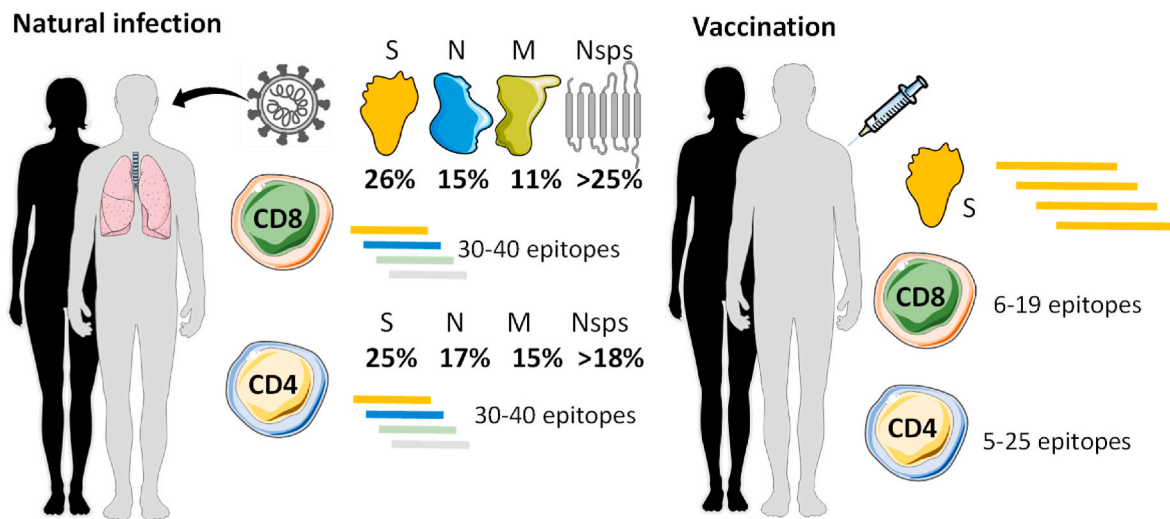 Natural infection
S N M Nsps
26% 15% 11% >25%
CD8
30-40 epitopes
S N M Nsps
25% 17% 15% >18%
CD4
30-40 epitopes
Vaccination
S
CD8
6-19 epitopes
CD4
5-25 epitopes